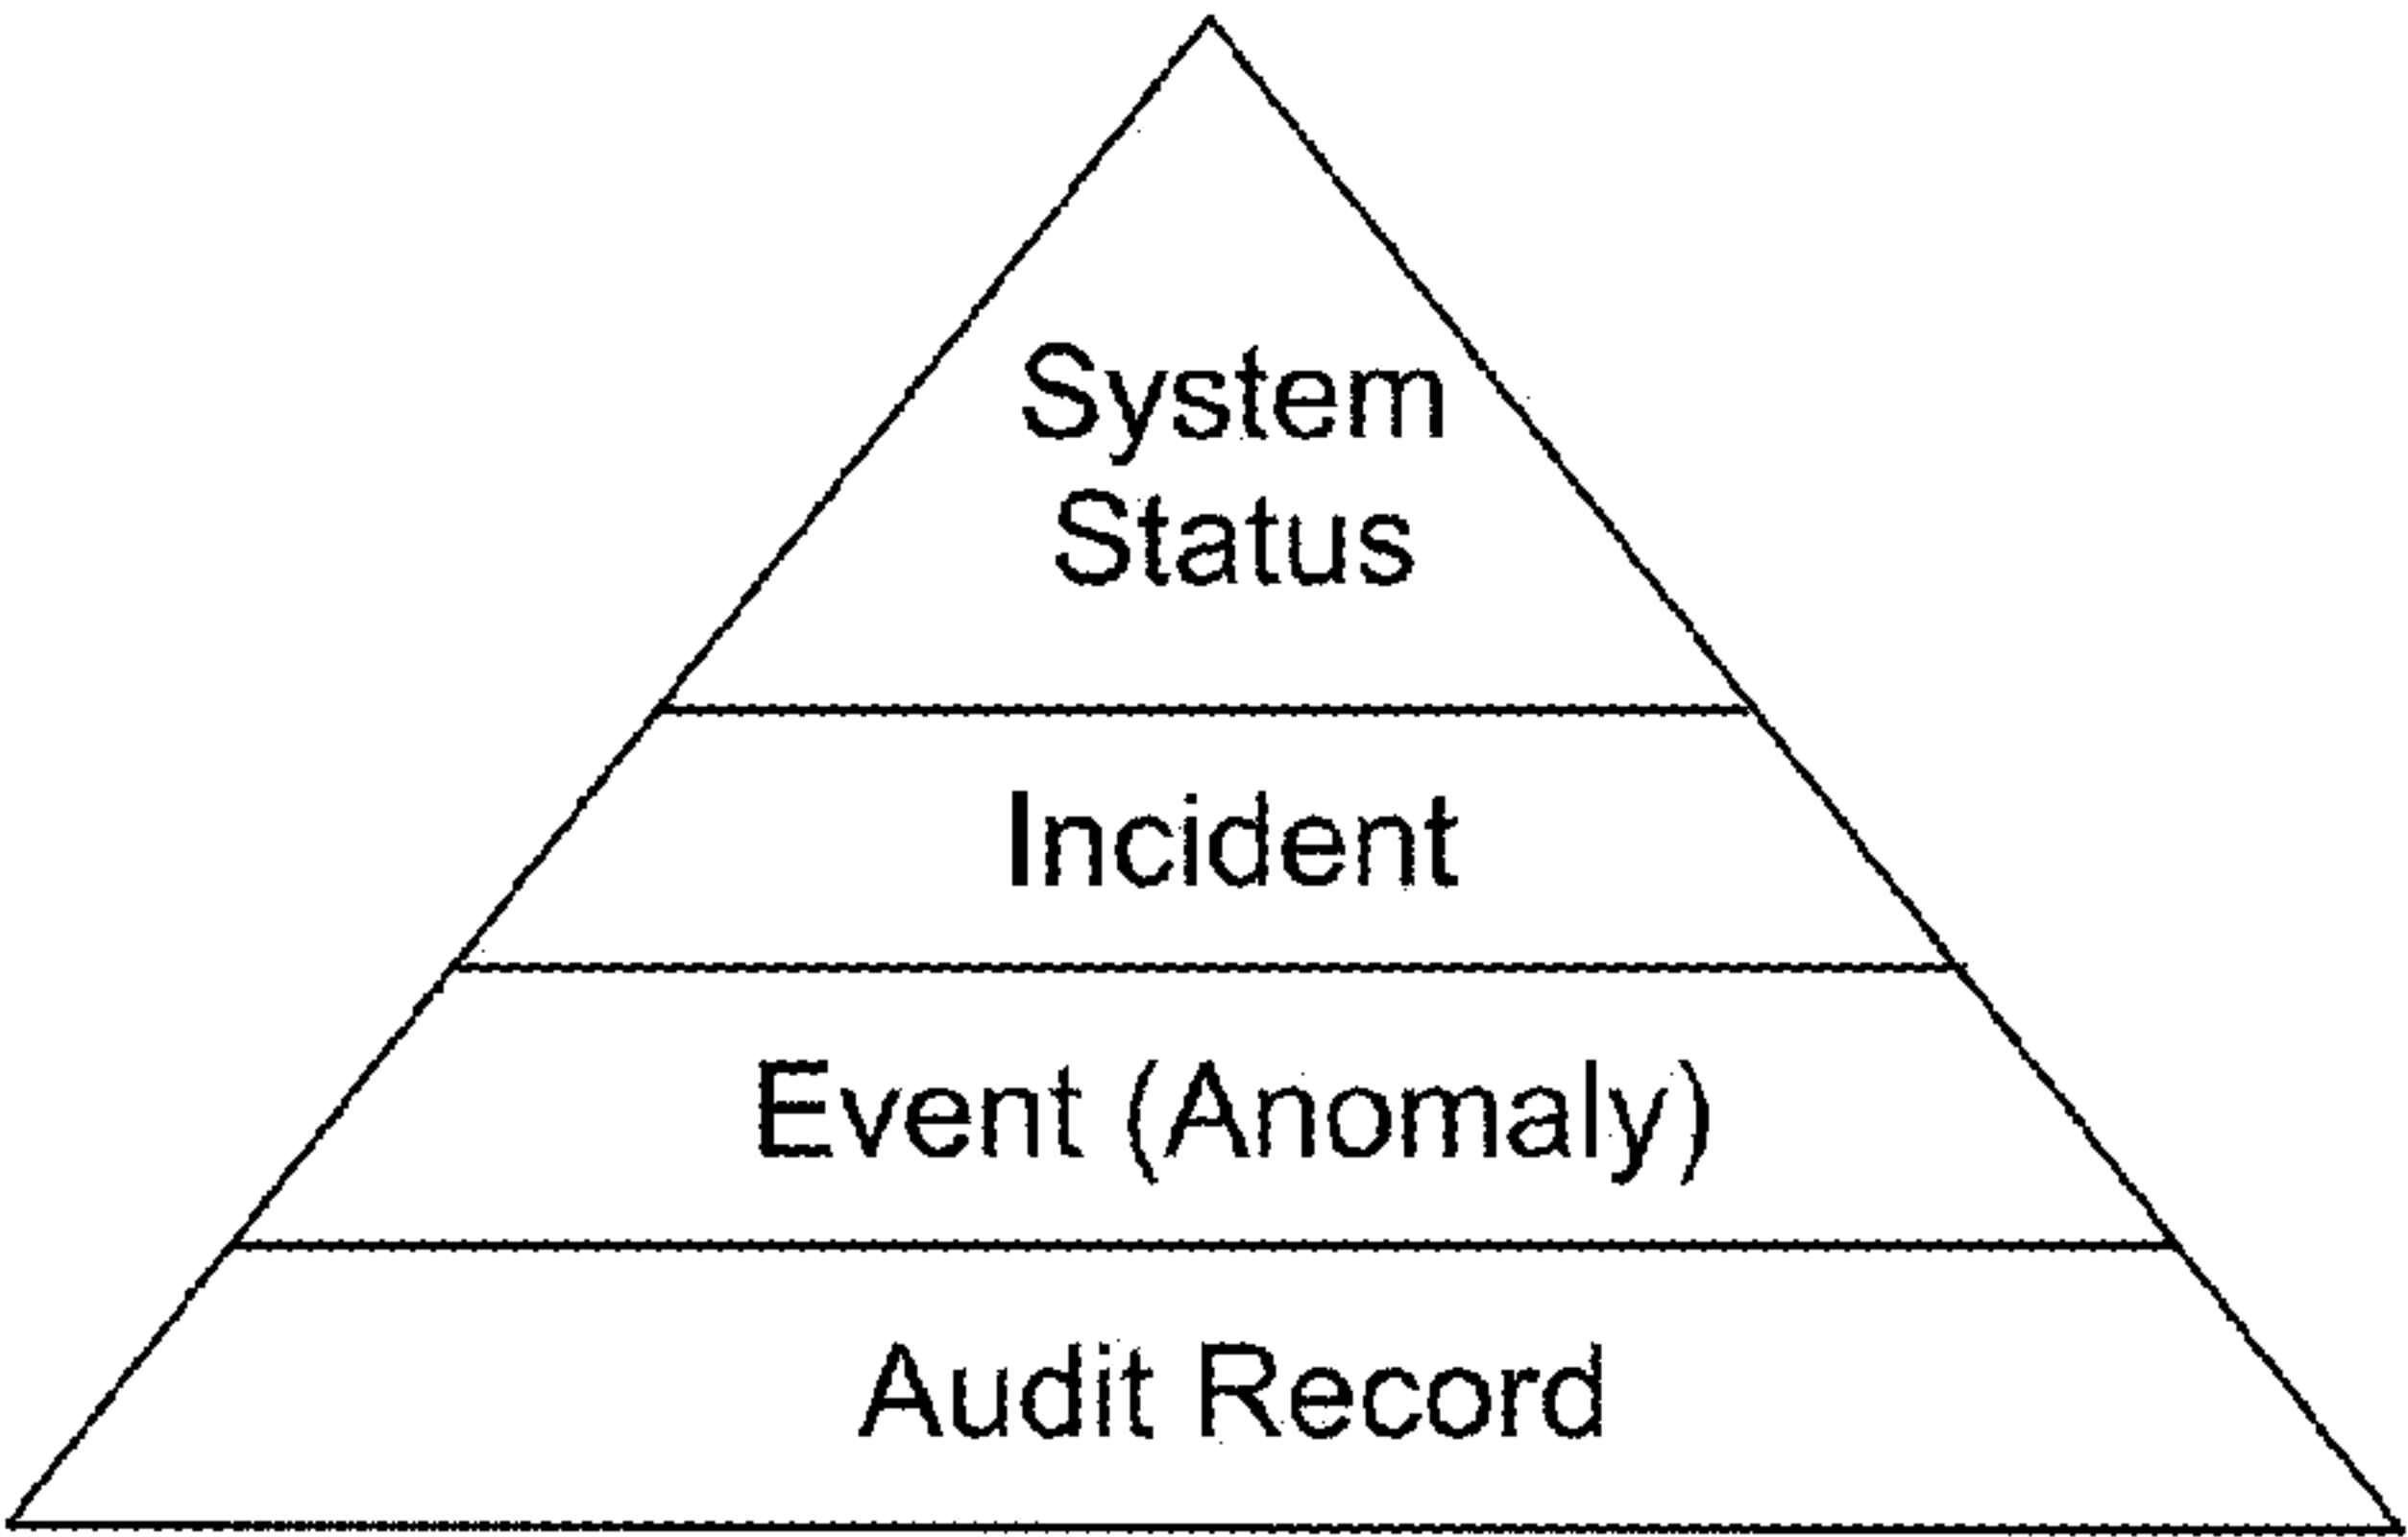 System
Status
Incident
Event (Anomaly)
Audit Record